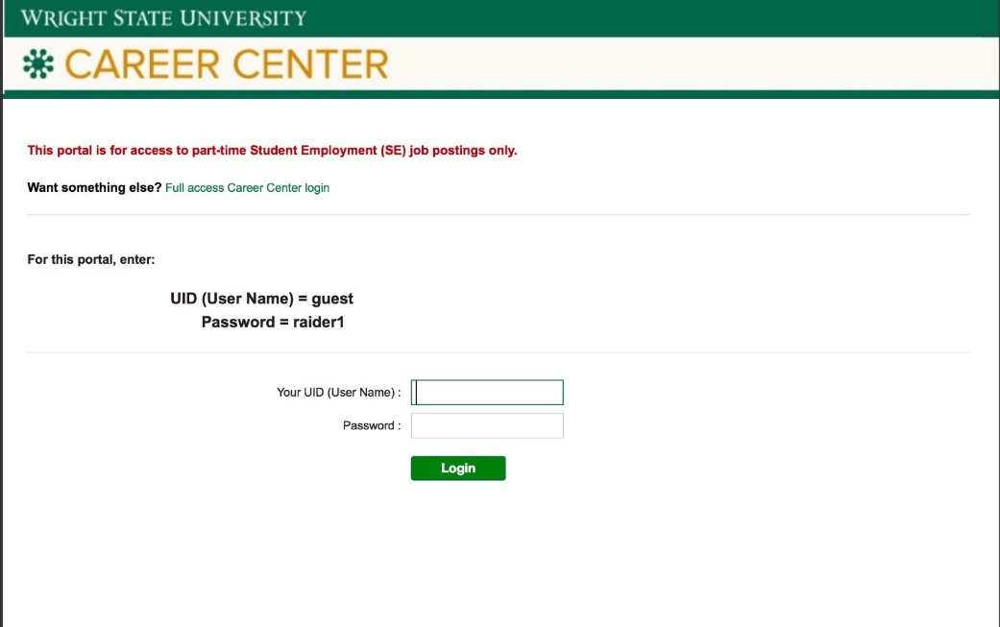 WRIGHT STATE UNIVERSITY
CAREER CENTER
This portal is for access to part-time Student Employment (SE) job postings only.
Want something else? Full access Career Center login
For this portal, enter:
UID (User Name) = guest
Password = raider1
Your UID (User Name) :
Password :
Login